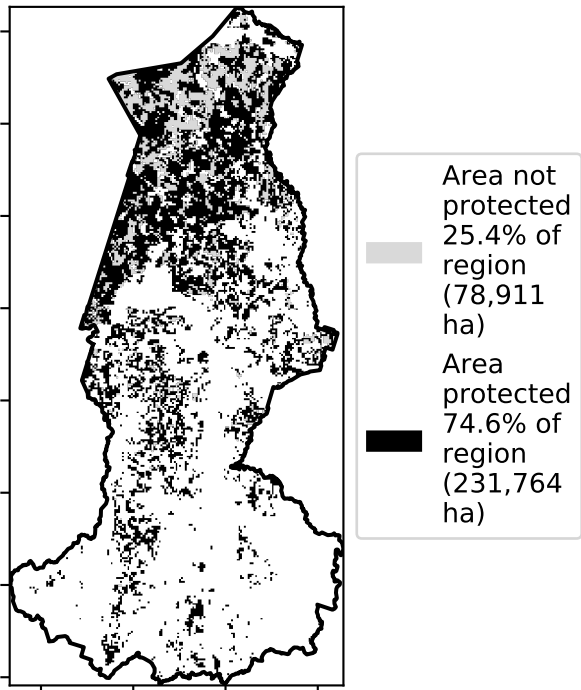 Area not
protected
25.4% of
region
(78,911
ha)
Area
protected
74.6% of
region
(231,764
ha)